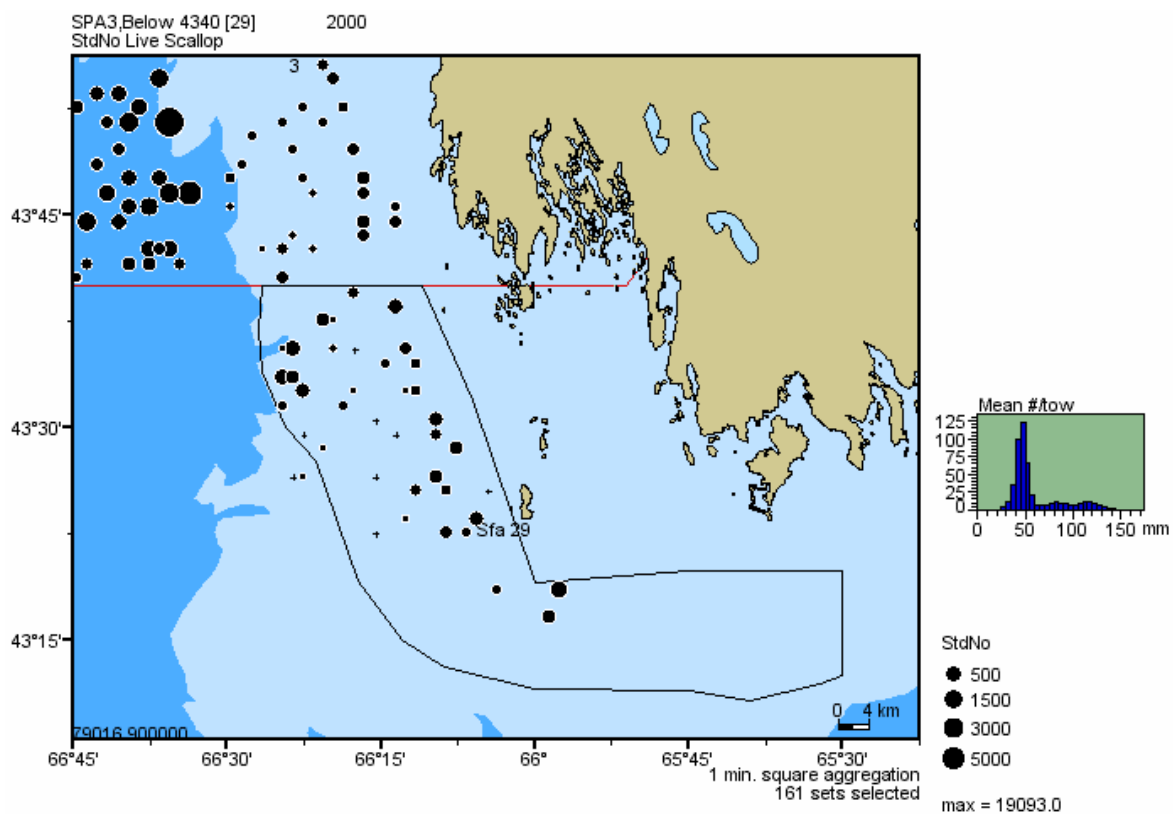 SPA3,Below 4340 [29] 2000
StdNo Live Scallop
3
43°45'
43°30'
43°15'
Sfa 29
0 4 km
79016.900000
66°45' 66°30' 66°15' 66° 65°45' 65°30'
1 min. square aggregation
161 sets selected
Mean #/tow
125
100
75
50
25
0
0 50 100 150 mm
StdNo
500
1500
3000
5000
max = 19093.0